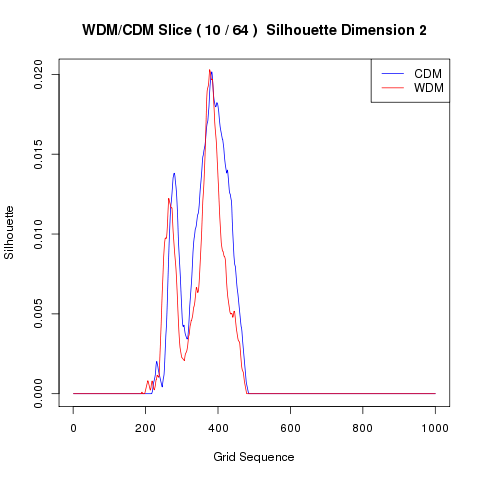 WDM/CDM Slice ( 10 / 64 )  Silhouette Dimension 2
CDM
WDM
Silhouette
0.020
0.015
0.010
0.005
0.000
0 200 400 600 800 1000
Grid Sequence